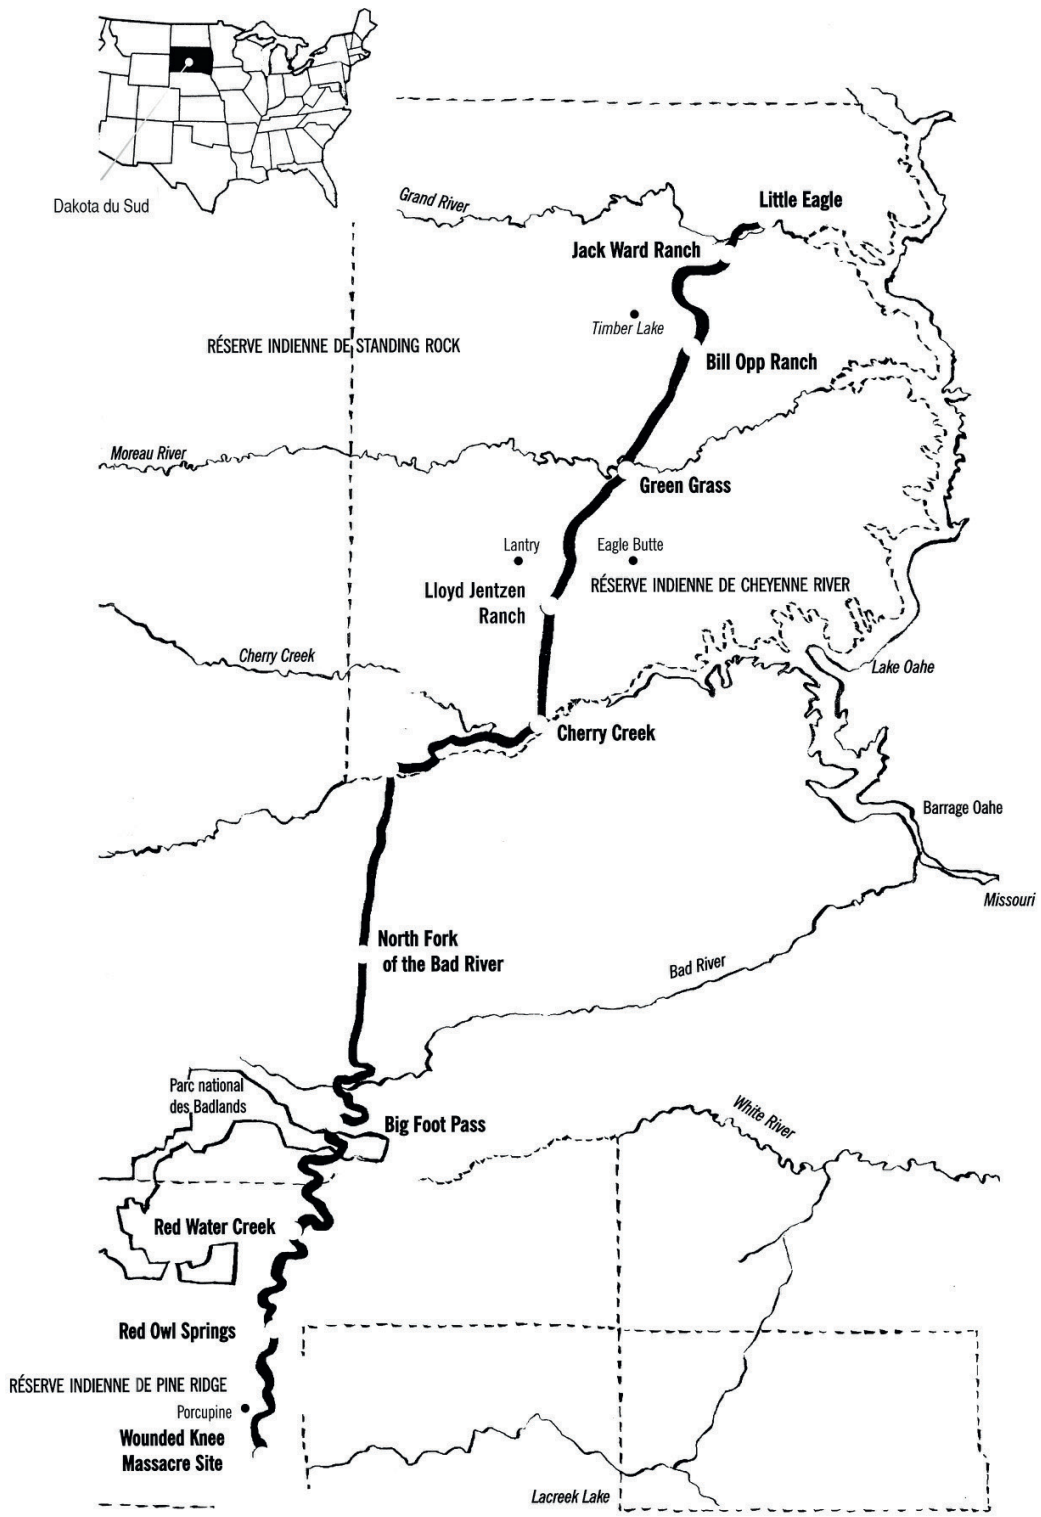 Dakota du Sud
Grand River
Little Eagle
Jack Ward Ranch
Timber Lake
RÉSERVE INDIENNE DE STANDING ROCK
Bill Opp Ranch
Moreau River
Green Grass
Lantry
Eagle Butte
RÉSERVE INDIENNE DE CHEYENNE RIVER
Lloyd Jentzen
Ranch
Cherry Creek
Lake Oahe
Cherry Creek
Barrage Oahe
Missouri
North Fork
of the Bad River
Bad River
Parc national
des Badlands
Big Foot Pass
White River
Red Water Creek
Red Owl Springs
RÉSERVE INDIENNE DE PINE RIDGE
Porcupine
Wounded Knee
Massacre Site
Lacreek Lake